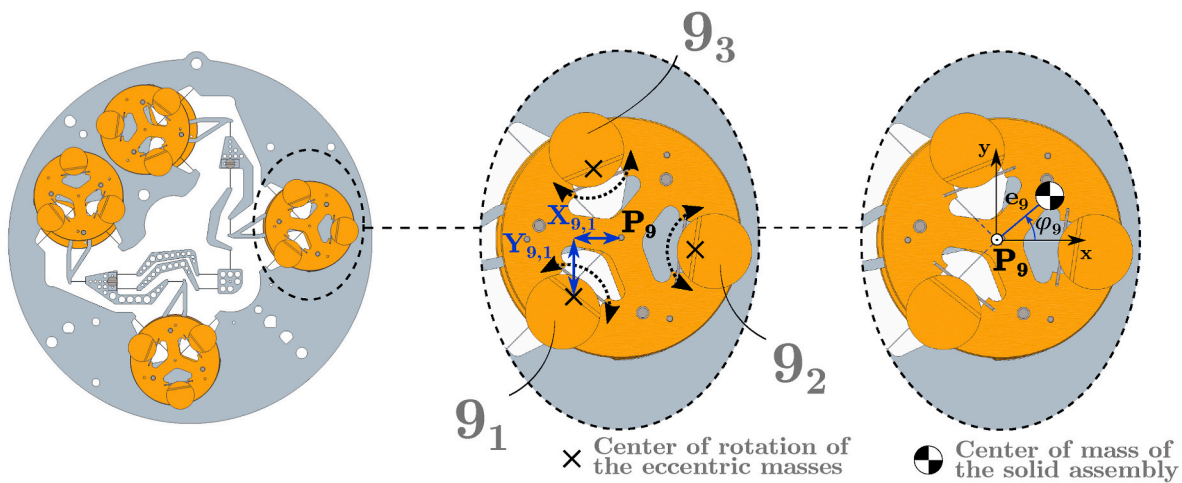 9₃
y
e₉
φ₉
x
P₉
X₉,₁
P₉
Y₉,₁
9₁
9₂
Center of rotation of
the eccentric masses
Center of mass of
the solid assembly